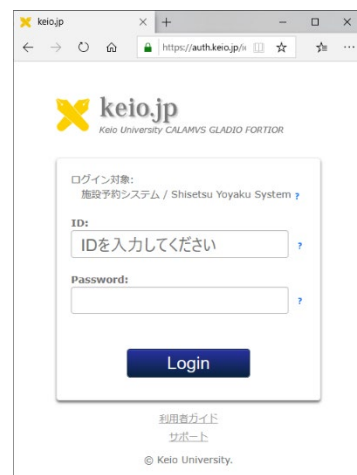 keio.jp
https://auth.keio.jp/i
keio.jp
Keio University CALAMVS GLADIO FORTIOR
ログイン対象:
施設予約システム / Shisetsu Yoyaku System ?
ID:
IDを入力してください ?
Password:
?
Login
利用者ガイド
サポート
© Keio University.